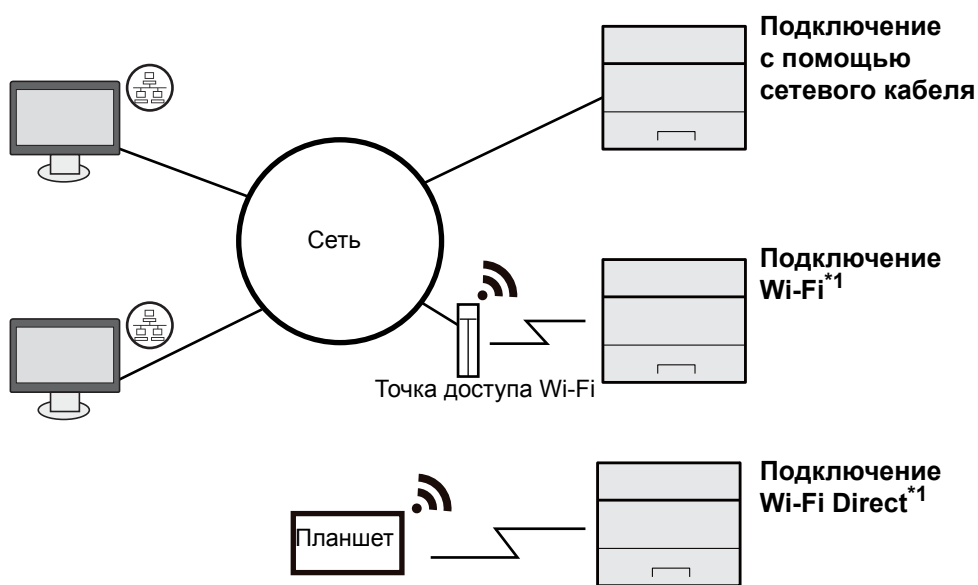 Подключение
с помощью
сетевого кабеля
Сеть
Подключение
Wi-Fi*1
Точка доступа Wi-Fi
Подключение
Wi-Fi Direct*1
Планшет